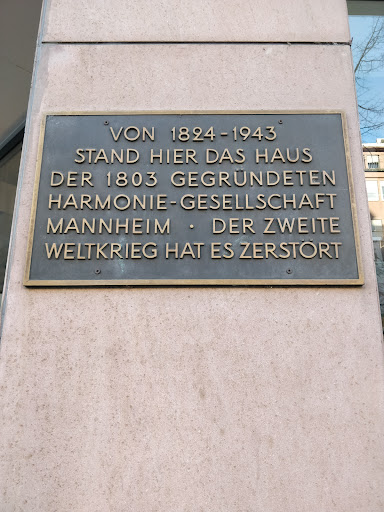 VON 1824-1943
STAND HIER DAS HAUS
DER 1803 GEGRÜNDETEN
HARMONIE-GESELLSCHAFT
MANNHEIM · DER ZWEITE
WELTKRIEG HAT ES ZERSTÖRT